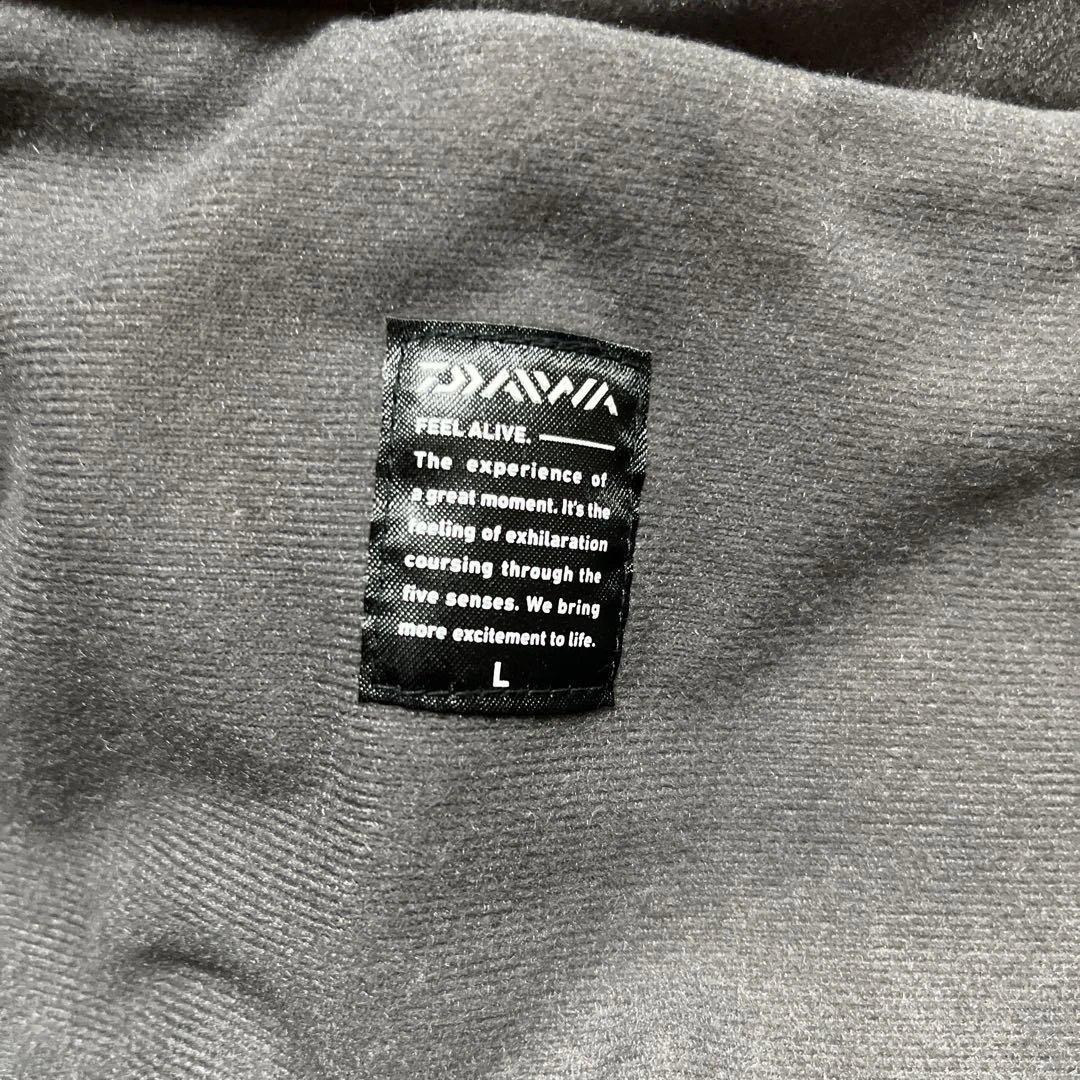 DAIWA
FEEL ALIVE.
The experience of
a great moment. It's the
feeling of exhilaration
coursing through the
five senses. We bring
more excitement to life.
L